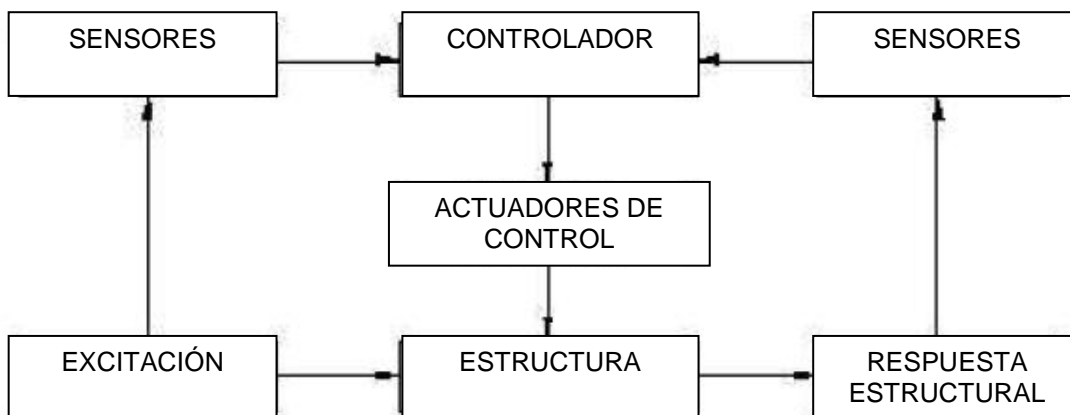 SENSORES
CONTROLADOR
SENSORES
ACTUADORES DE
CONTROL
EXCITACIÓN
ESTRUCTURA
RESPUESTA
ESTRUCTURAL